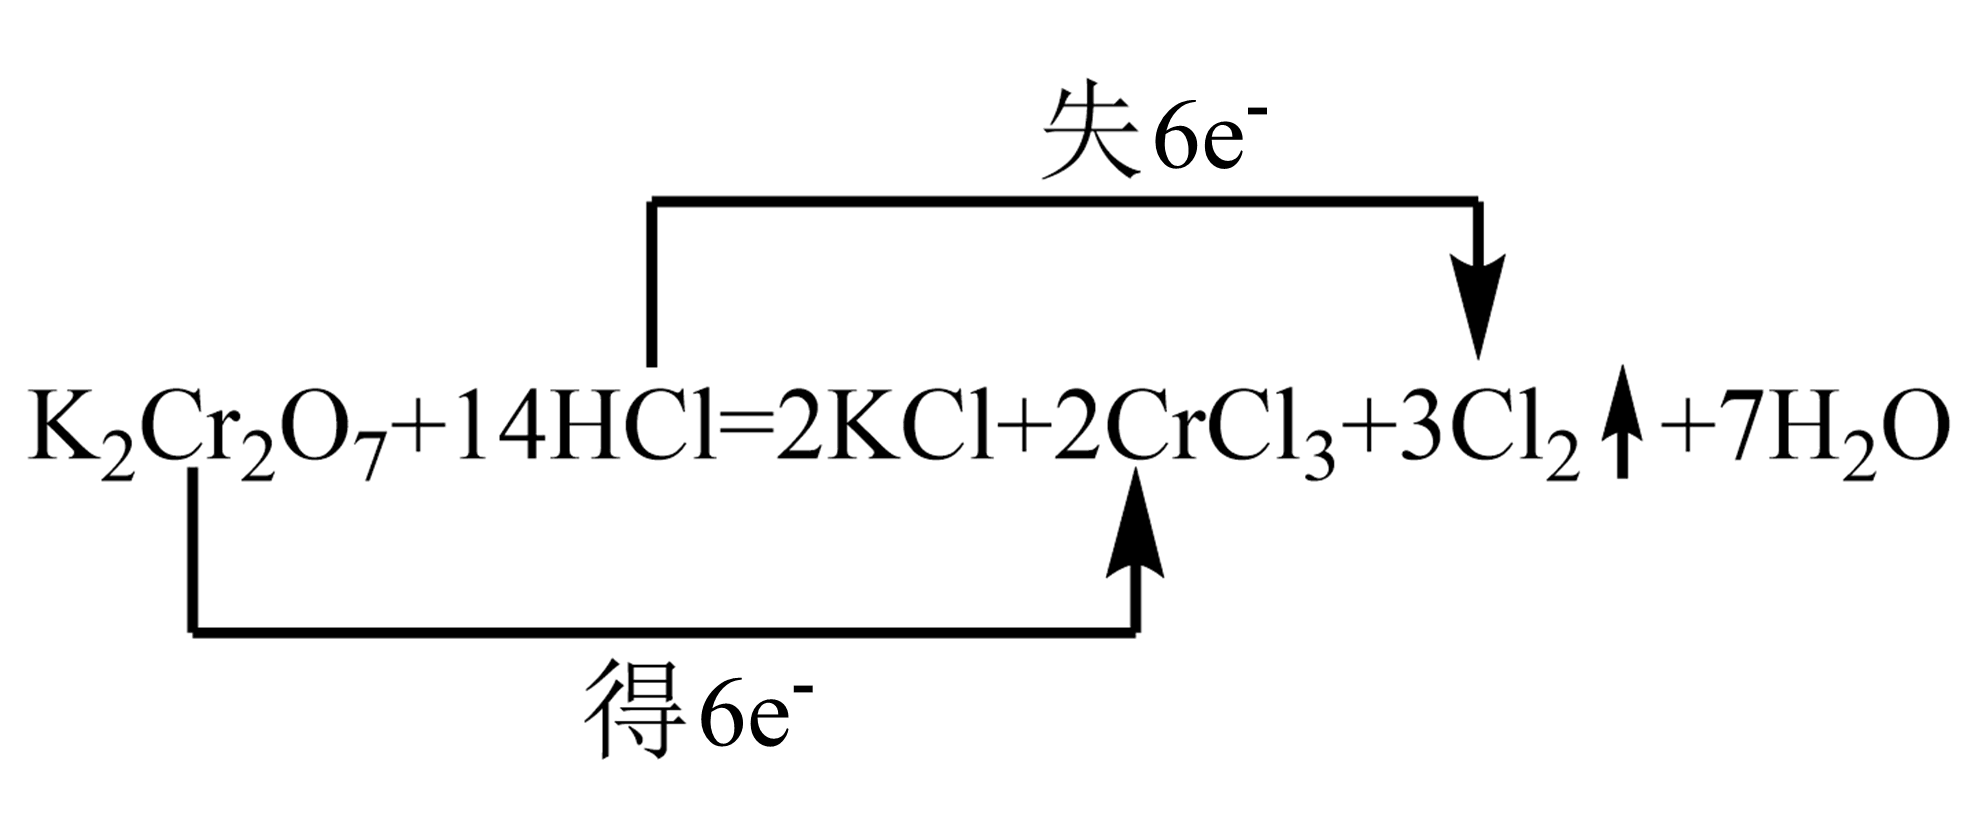 失6e⁻
K₂Cr₂O₇+14HCl=2KCl+2CrCl₃+3Cl₂↑+7H₂O
得6e⁻